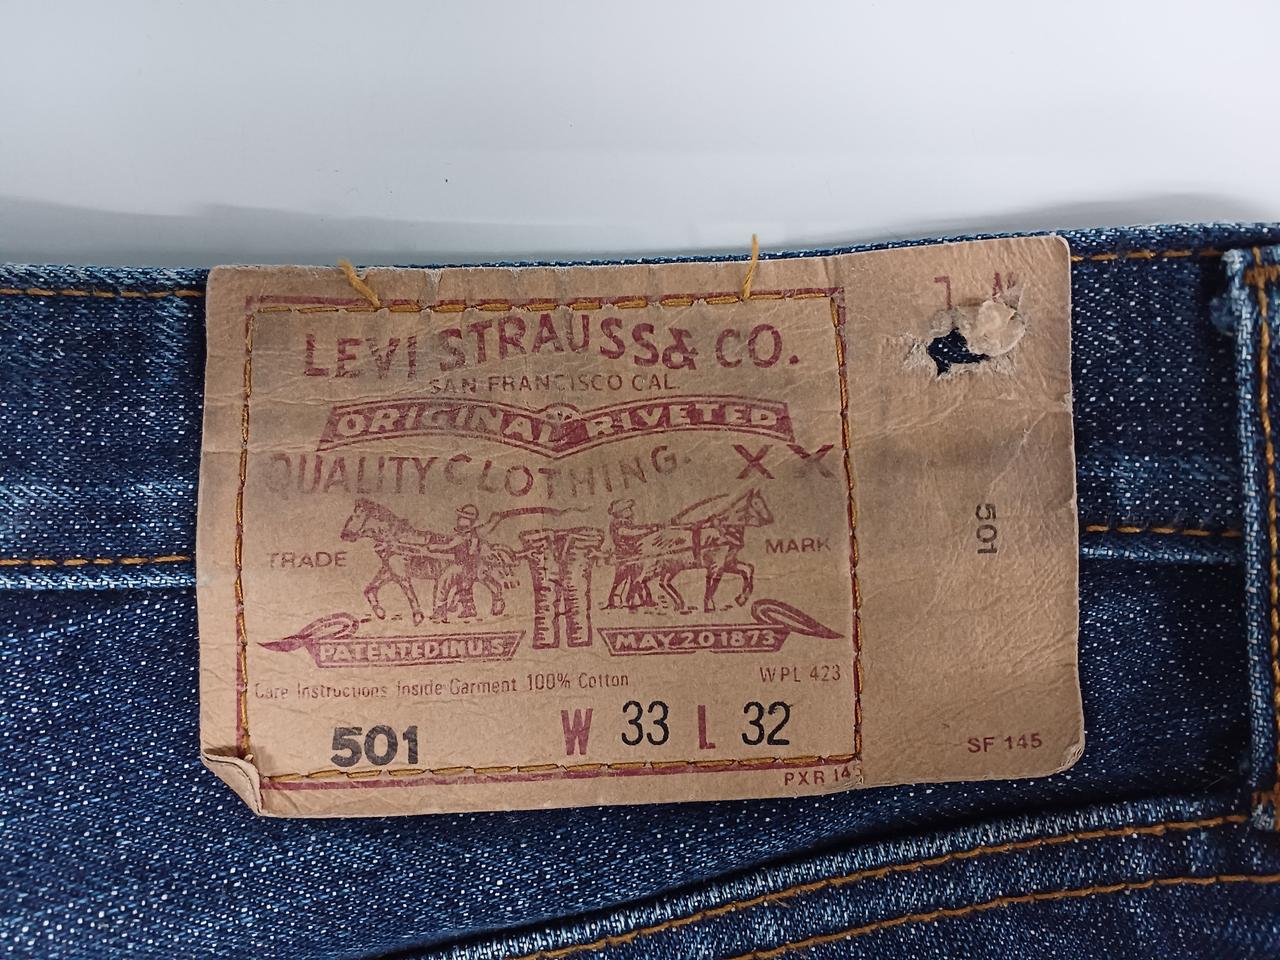 LEVI STRAUSS & CO.
SAN FRANCISCO CAL.
ORIGINAL RIVETED
QUALITY CLOTHING. XX
TRADE MARK
PATENTED IN U.S. MAY 20 1873
Care Instructions Inside Garment 100% Cotton WPL 423
501 W 33 L 32
PXR 145
L W
501
SF 145